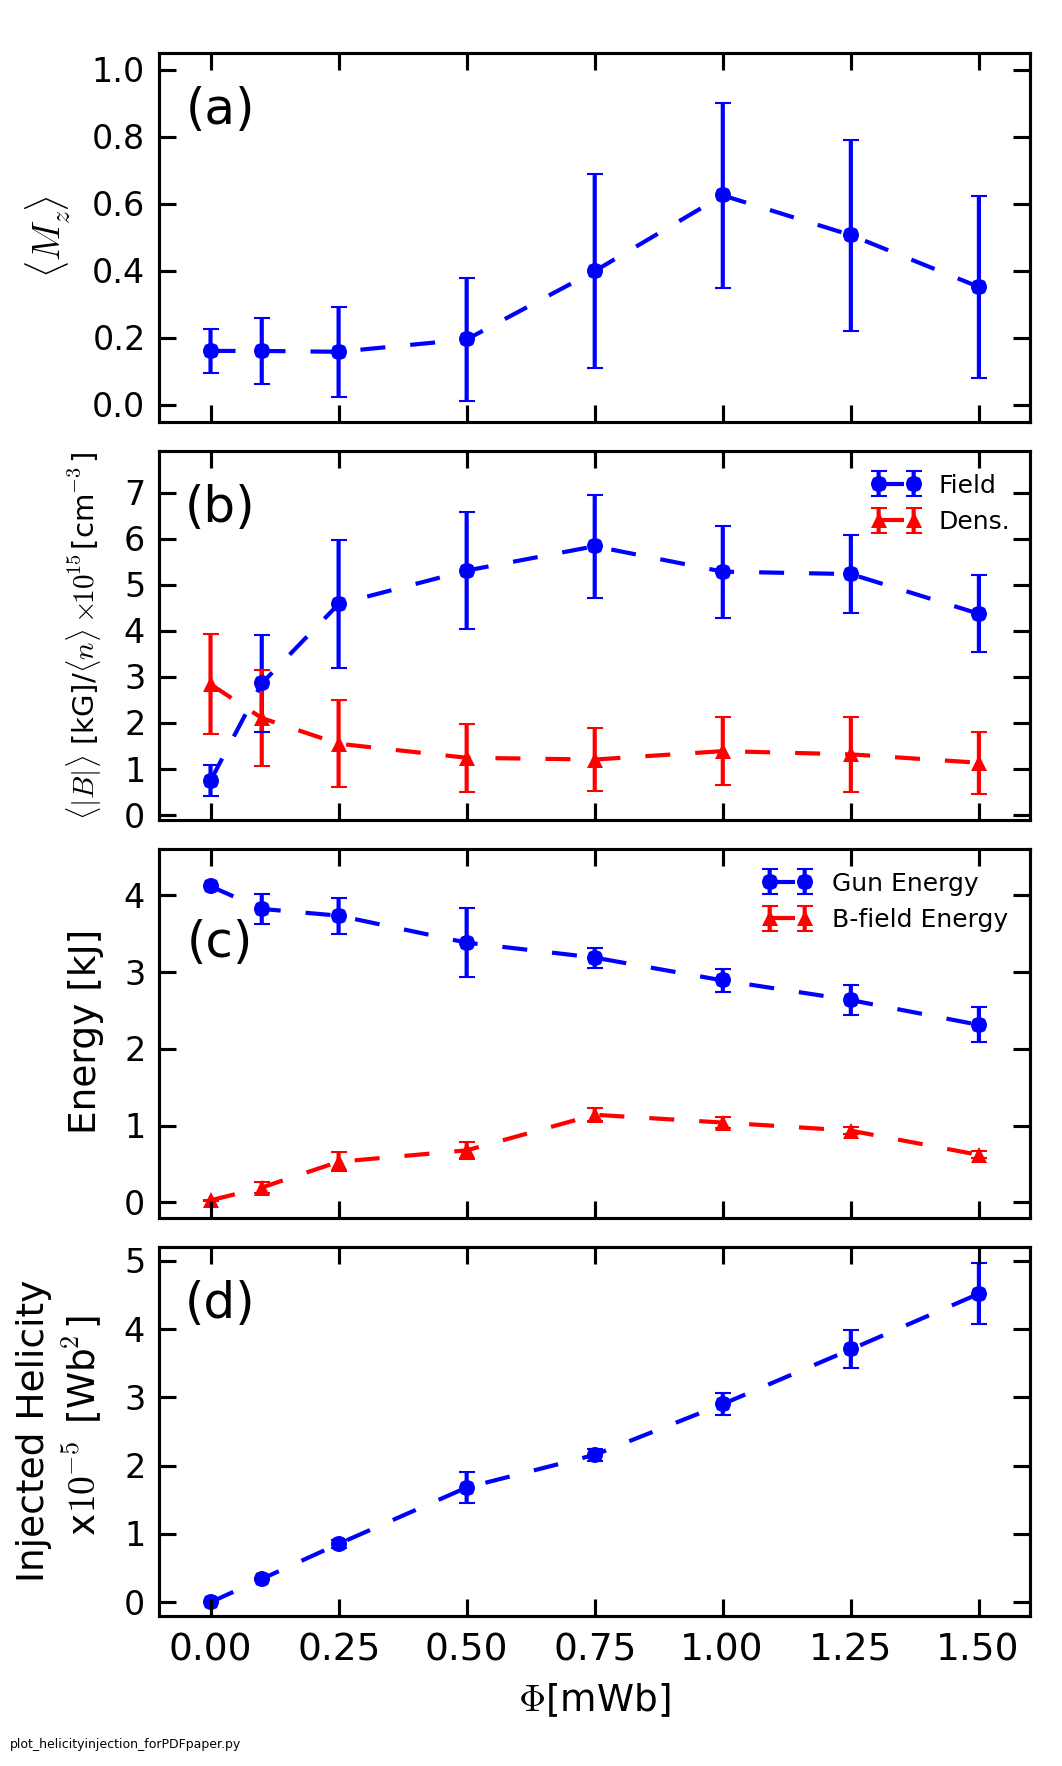 (a)
1.0
0.8
0.6
0.4
0.2
0.0
⟨M_z⟩
(b)
Field
Dens.
7
6
5
4
3
2
1
0
⟨|B|⟩ [kG]/⟨n⟩ ×10^15 [cm^−3]
(c)
Gun Energy
B-field Energy
4
3
2
1
0
Energy [kJ]
(d)
5
4
3
2
1
0
Injected Helicity
x10^−5 [Wb^2]
0.00 0.25 0.50 0.75 1.00 1.25 1.50
Φ[mWb]
plot_helicityinjection_forPDFpaper.py